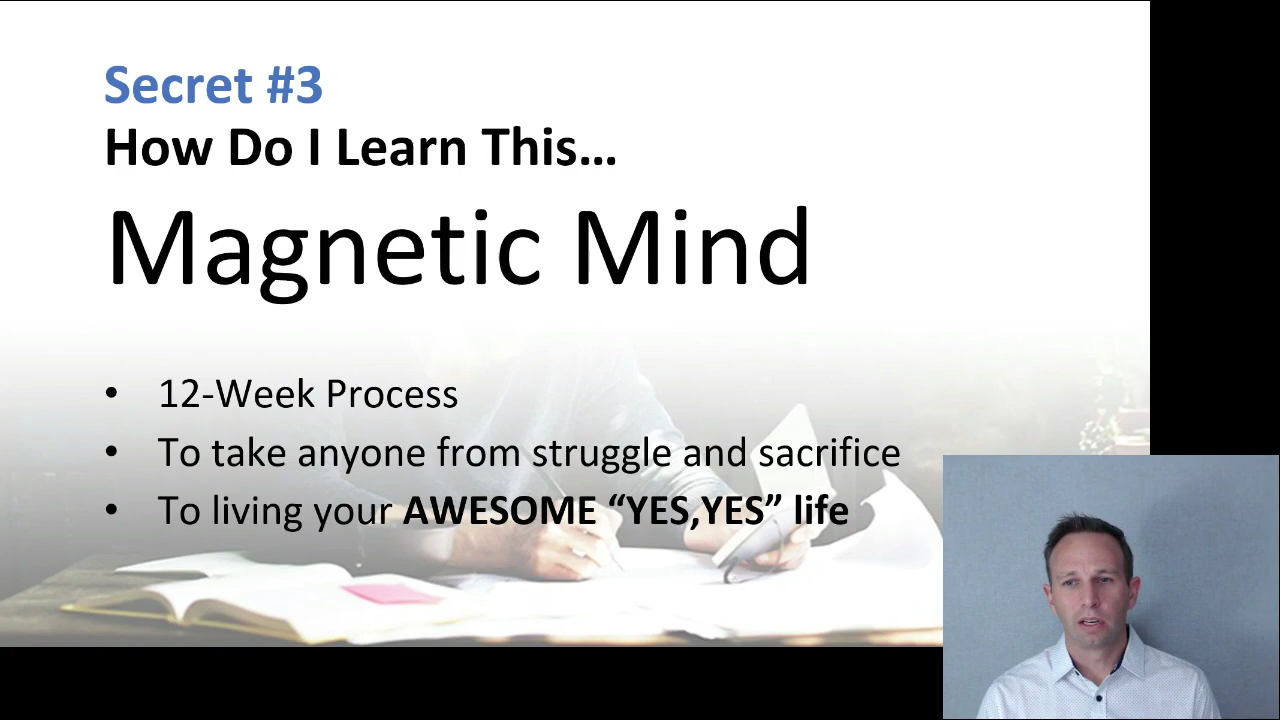 Secret #3
How Do I Learn This…
Magnetic Mind
• 12-Week Process
• To take anyone from struggle and sacrifice
• To living your AWESOME “YES,YES” life